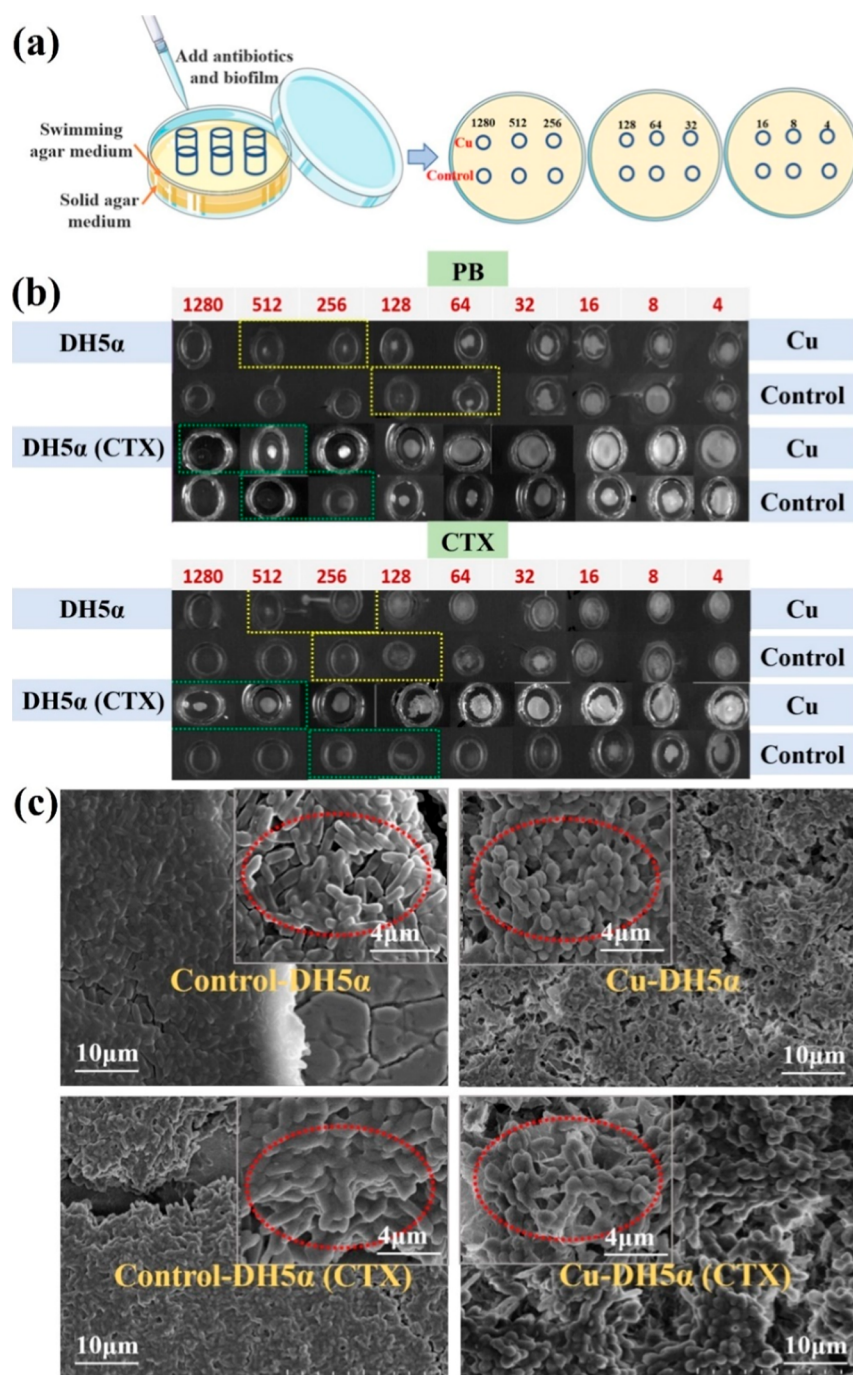 (a)
Add antibiotics
and biofilm
Swimming
agar medium
Solid agar
medium
1280 512 256
Cu
Control
128 64 32
16 8 4
(b)
PB
1280 512 256 128 64 32 16 8 4
DH5α Cu
Control
DH5α (CTX) Cu
Control
CTX
1280 512 256 128 64 32 16 8 4
DH5α Cu
Control
DH5α (CTX) Cu
Control
(c)
4μm
Control-DH5α
10μm
4μm
Cu-DH5α
10μm
4μm
Control-DH5α (CTX)
10μm
4μm
Cu-DH5α (CTX)
10μm